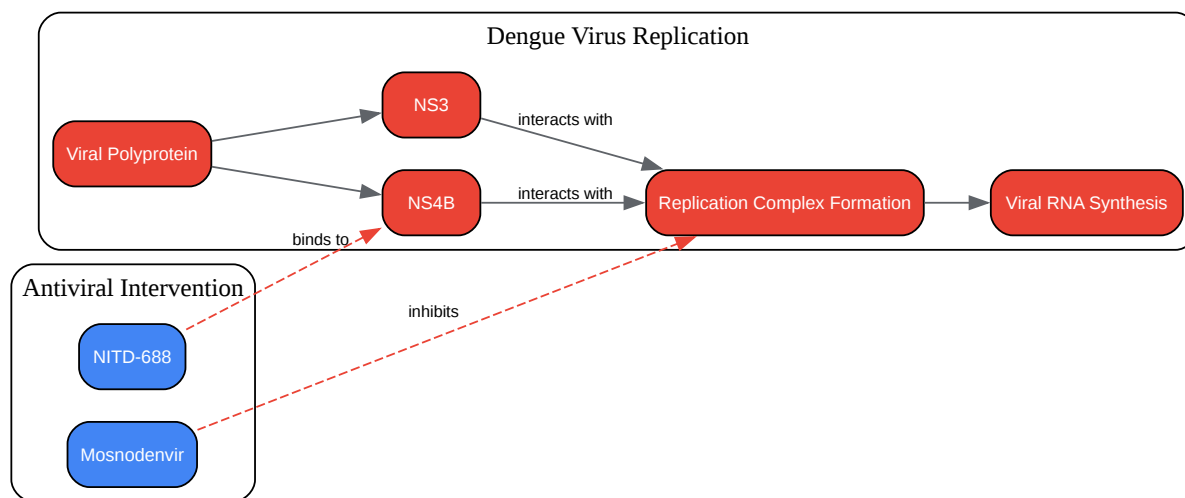 Dengue Virus Replication
NS3
interacts with
Viral Polyprotein
NS4B
interacts with
Replication Complex Formation
Viral RNA Synthesis
binds to
Antiviral Intervention
inhibits
NITD-688
Mosnodenvir